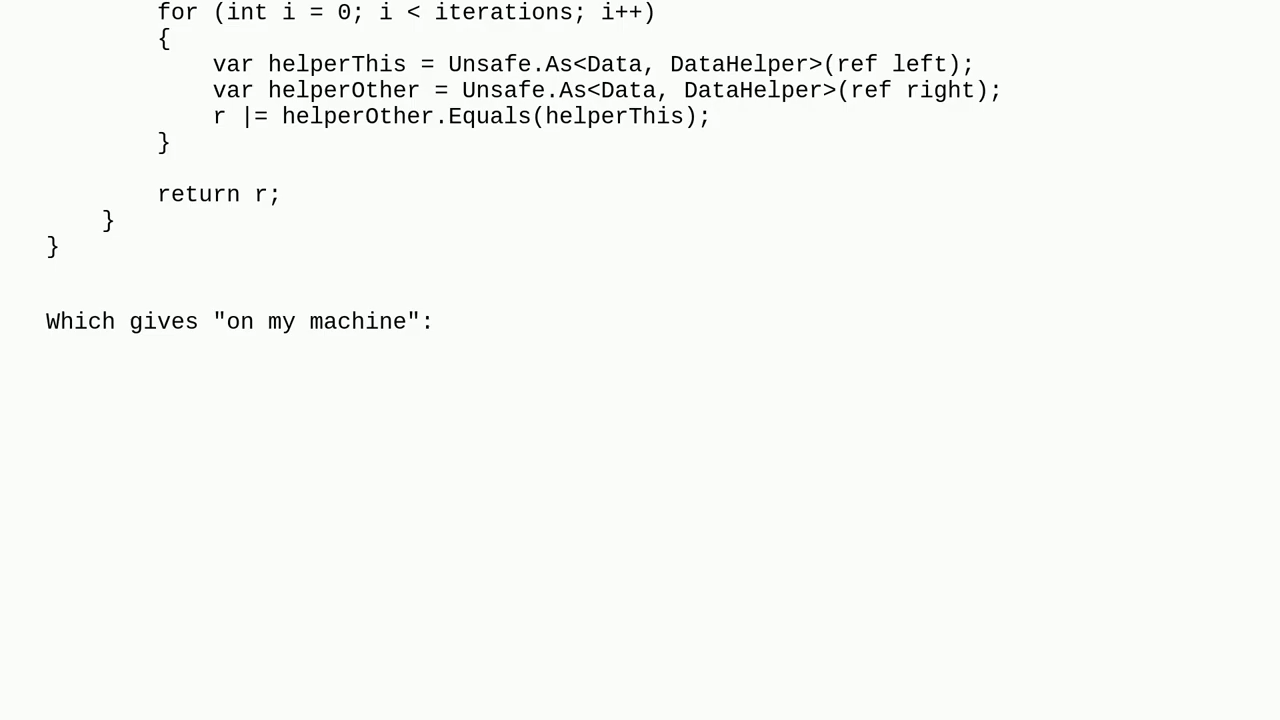 for (int i = 0; i < iterations; i++)
        {
            var helperThis = Unsafe.As<Data, DataHelper>(ref left);
            var helperOther = Unsafe.As<Data, DataHelper>(ref right);
            r |= helperOther.Equals(helperThis);
        }

        return r;
    }
}

Which gives "on my machine":